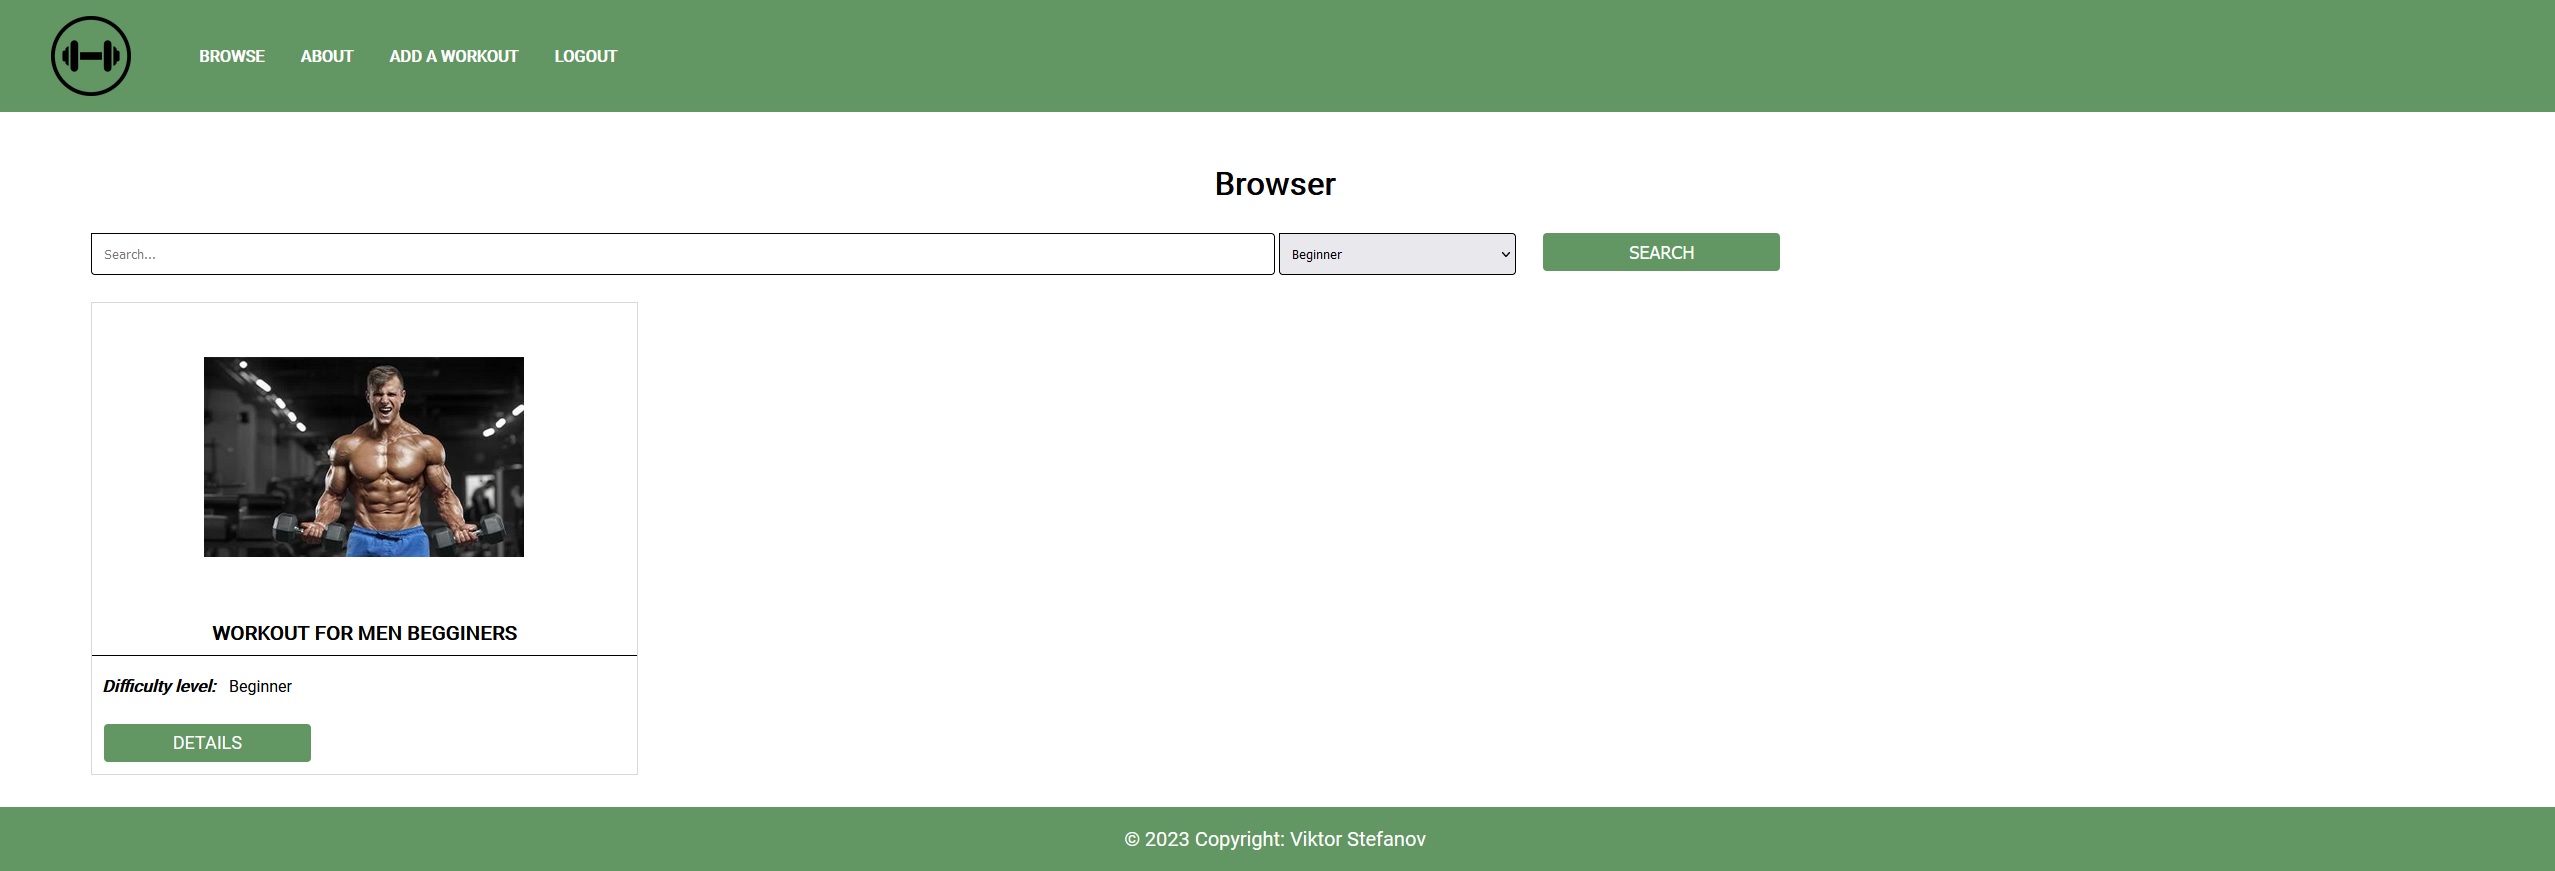 BROWSE ABOUT ADD A WORKOUT LOGOUT
Browser
Search... Beginner SEARCH
WORKOUT FOR MEN BEGGINERS
Difficulty level: Beginner
DETAILS
© 2023 Copyright: Viktor Stefanov